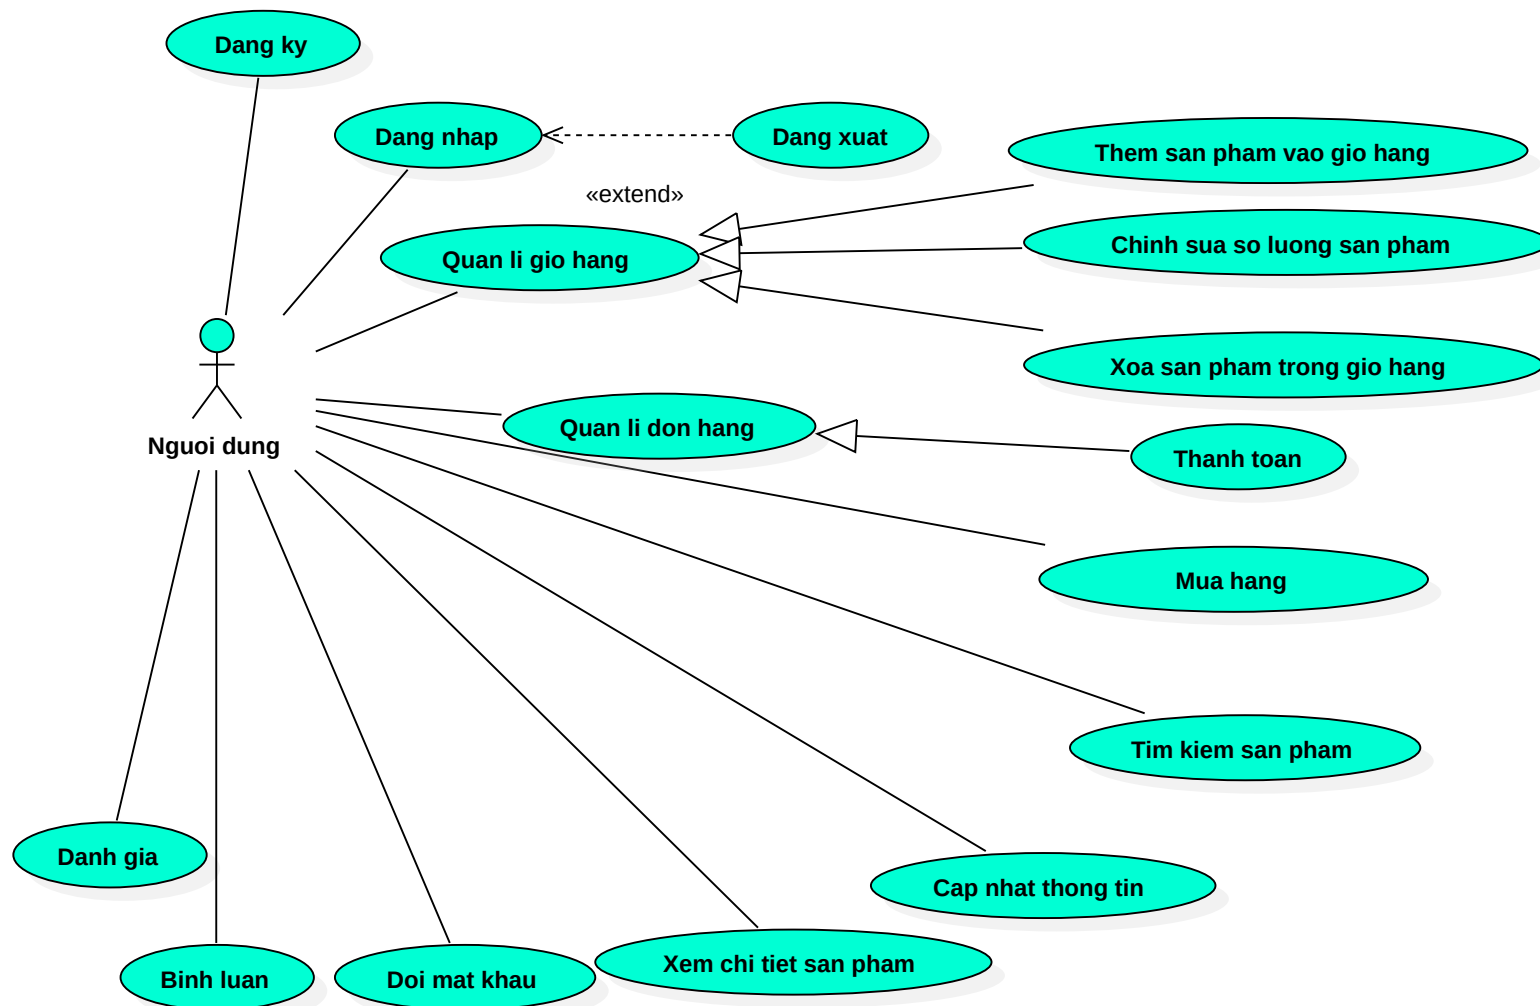 Dang ky
Dang nhap
Dang xuat
Them san pham vao gio hang
«extend»
Chinh sua so luong san pham
Quan li gio hang
Xoa san pham trong gio hang
Quan li don hang
Nguoi dung
Thanh toan
Mua hang
Tim kiem san pham
Danh gia
Cap nhat thong tin
Xem chi tiet san pham
Binh luan
Doi mat khau